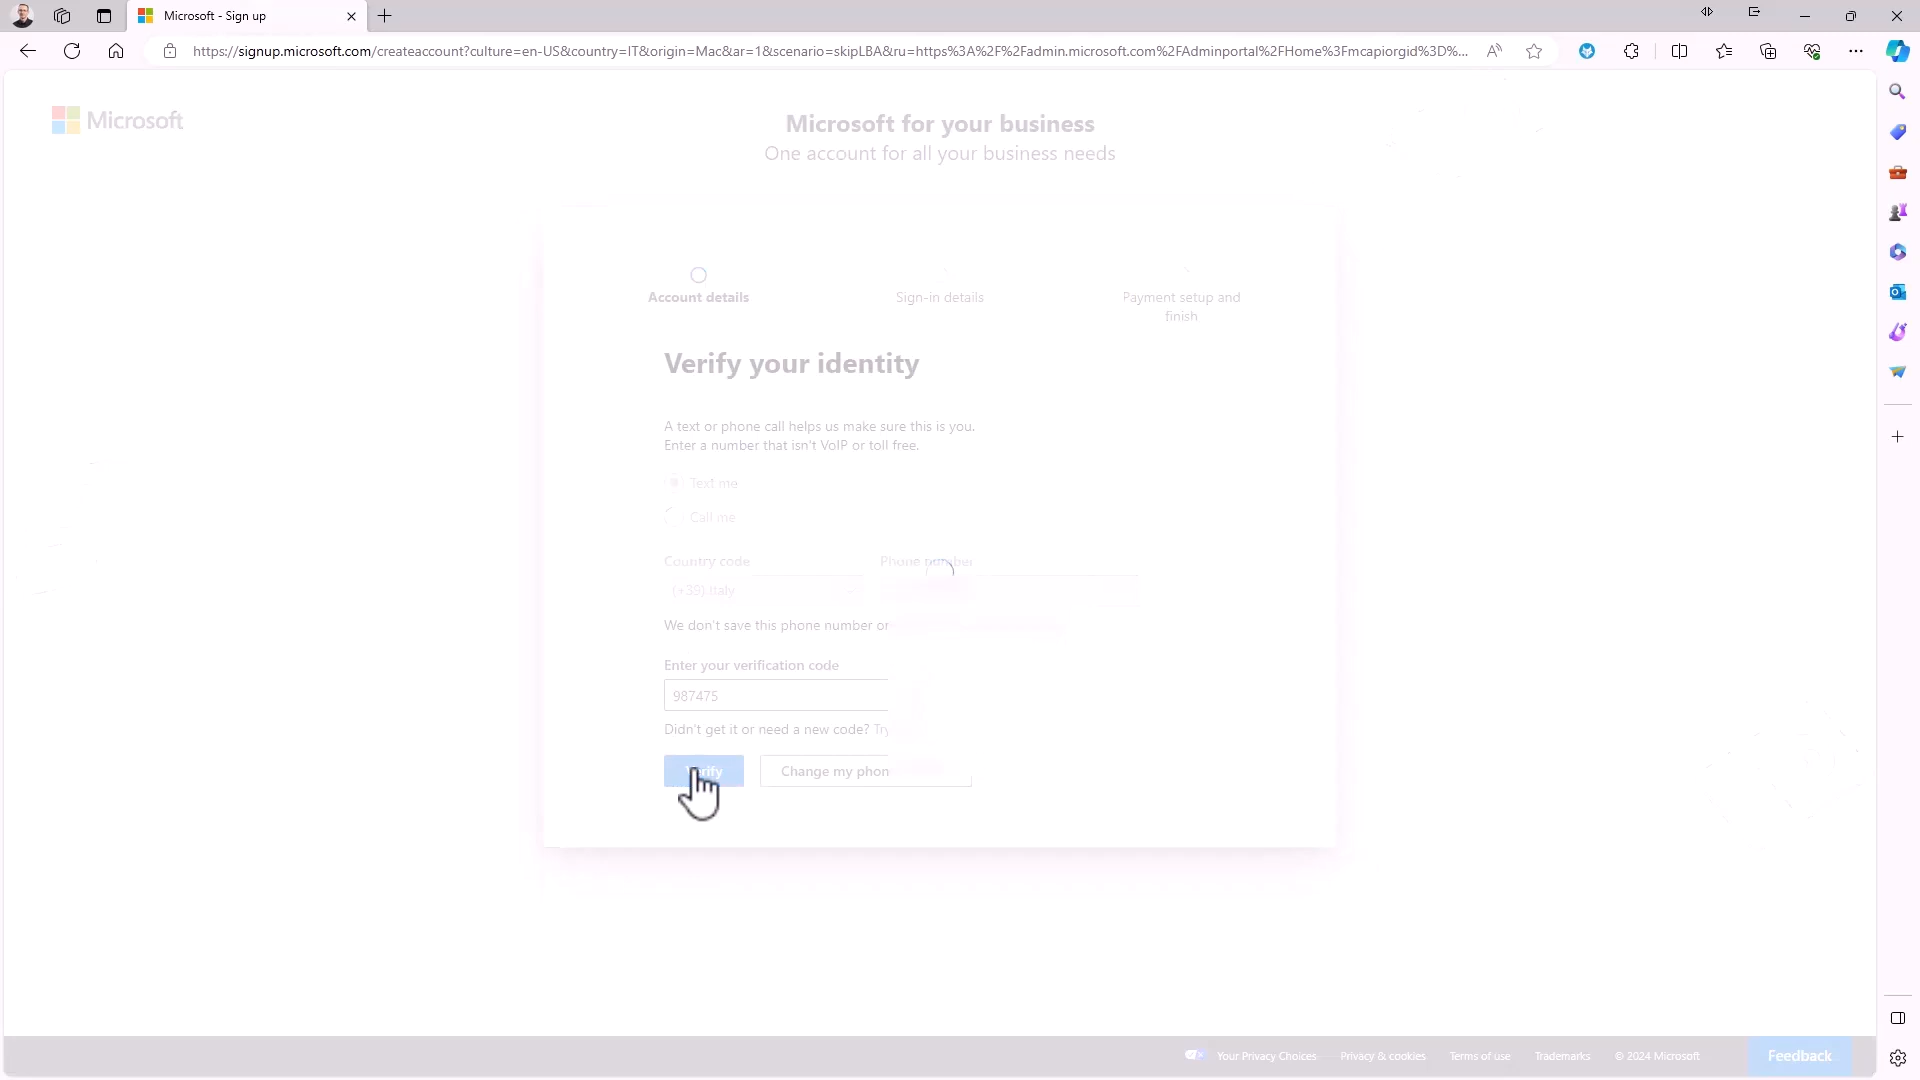 Microsoft - Sign up
https://signup.microsoft.com/createaccount?culture=en-US&country=IT&origin=Mac&ar=1&scenario=skipLBA&ru=https%3A%2F%2Fadmin.microsoft.com%2FAdminportal%2FHome%3Fmcapiorgid%3D%...
Microsoft
Microsoft for your business
One account for all your business needs
Account details
Sign-in details
Payment setup and
finish
Verify your identity
A text or phone call helps us make sure this is you.
Enter a number that isn't VoIP or toll free.
Text me
Call me
Country code
Phone number
(+39) Italy
We don't save this phone number or
Enter your verification code
987475
Didn't get it or need a new code? Try
Verify
Change my phon
Your Privacy Choices
Privacy & cookies
Terms of use
Trademarks
© 2024 Microsoft
Feedback